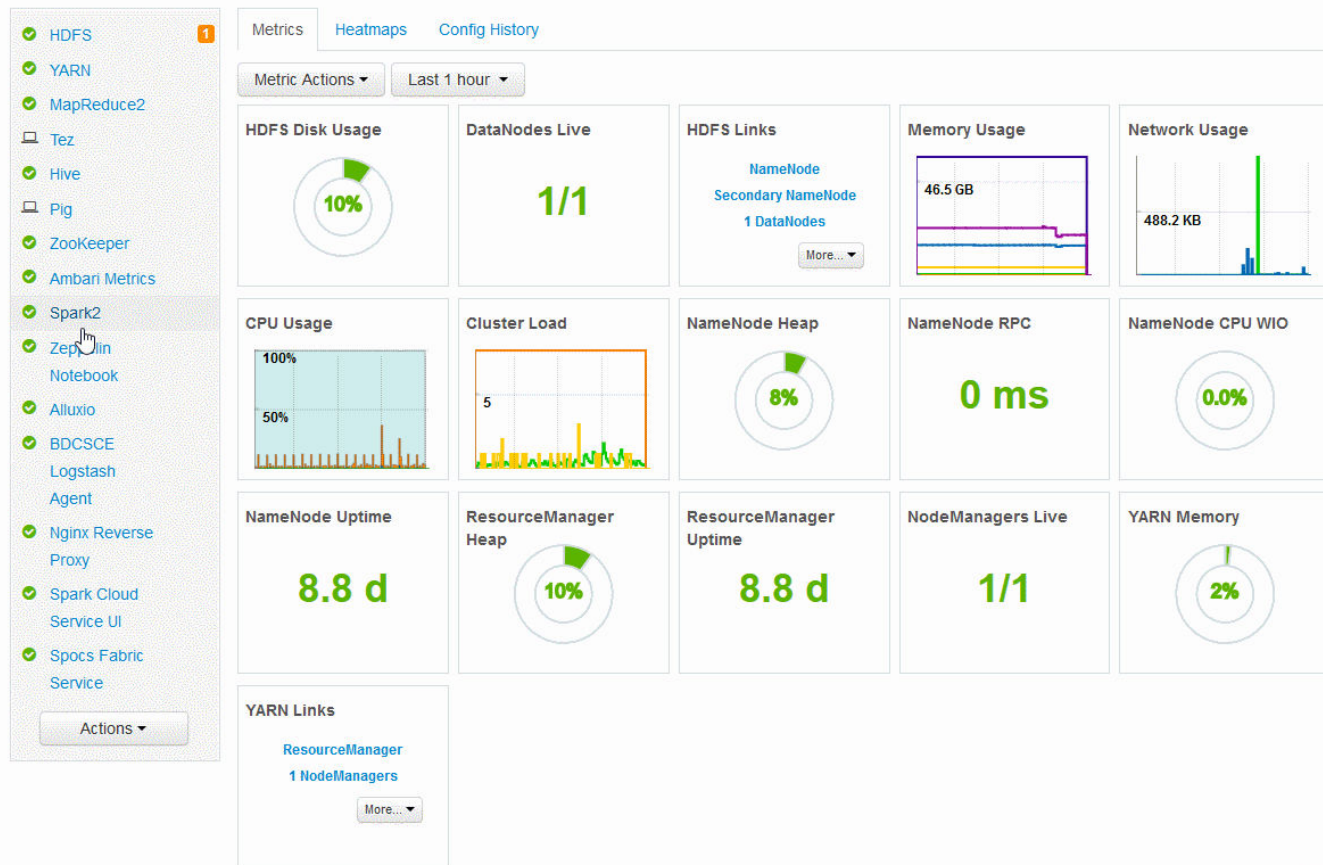 HDFS 1
YARN
MapReduce2
Tez
Hive
Pig
ZooKeeper
Ambari Metrics
Spark2
Zeppelin
Notebook
Alluxio
BDCSCE
Logstash
Agent
Nginx Reverse
Proxy
Spark Cloud
Service UI
Spocs Fabric
Service
Actions
Metrics Heatmaps Config History
Metric Actions Last 1 hour
HDFS Disk Usage
10%
DataNodes Live
1/1
HDFS Links
NameNode
Secondary NameNode
1 DataNodes
More...
Memory Usage
46.5 GB
Network Usage
488.2 KB
CPU Usage
100%
50%
Cluster Load
5
NameNode Heap
8%
NameNode RPC
0 ms
NameNode CPU WIO
0.0%
NameNode Uptime
8.8 d
ResourceManager
Heap
10%
ResourceManager
Uptime
8.8 d
NodeManagers Live
1/1
YARN Memory
2%
YARN Links
ResourceManager
1 NodeManagers
More...